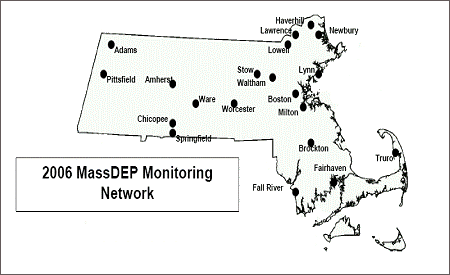 Haverhill
Lawrence
Newbury
Adams
Lowell
Stow
Lynn
Pittsfield
Amherst
Waltham
Boston
Ware
Worcester
Milton
Chicopee
Springfield
Brockton
Truro
2006 MassDEP Monitoring
Network
Fairhaven
Fall River